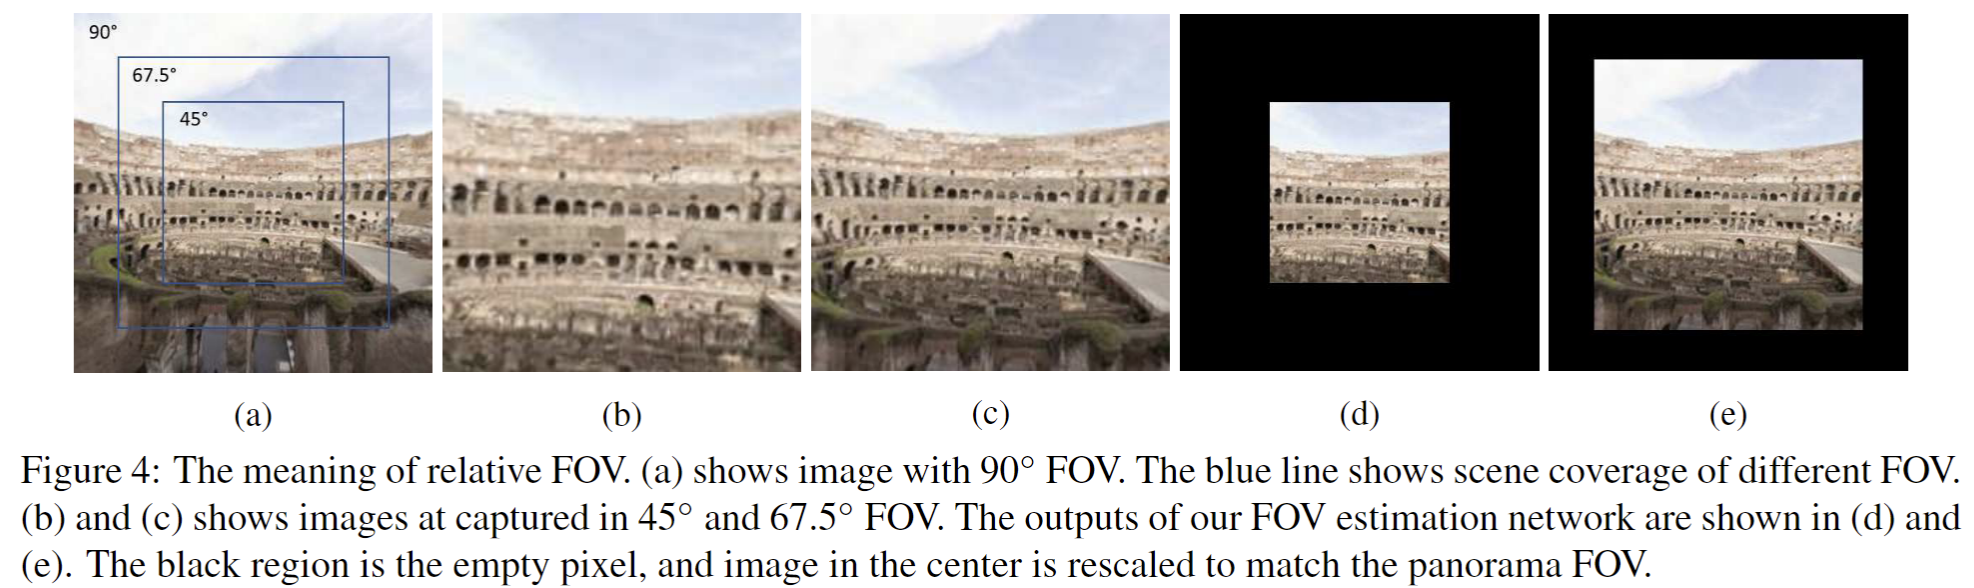 90°
67.5°
45°
(a) (b) (c) (d) (e)
Figure 4: The meaning of relative FOV. (a) shows image with 90° FOV. The blue line shows scene coverage of different FOV.
(b) and (c) shows images at captured in 45° and 67.5° FOV. The outputs of our FOV estimation network are shown in (d) and
(e). The black region is the empty pixel, and image in the center is rescaled to match the panorama FOV.